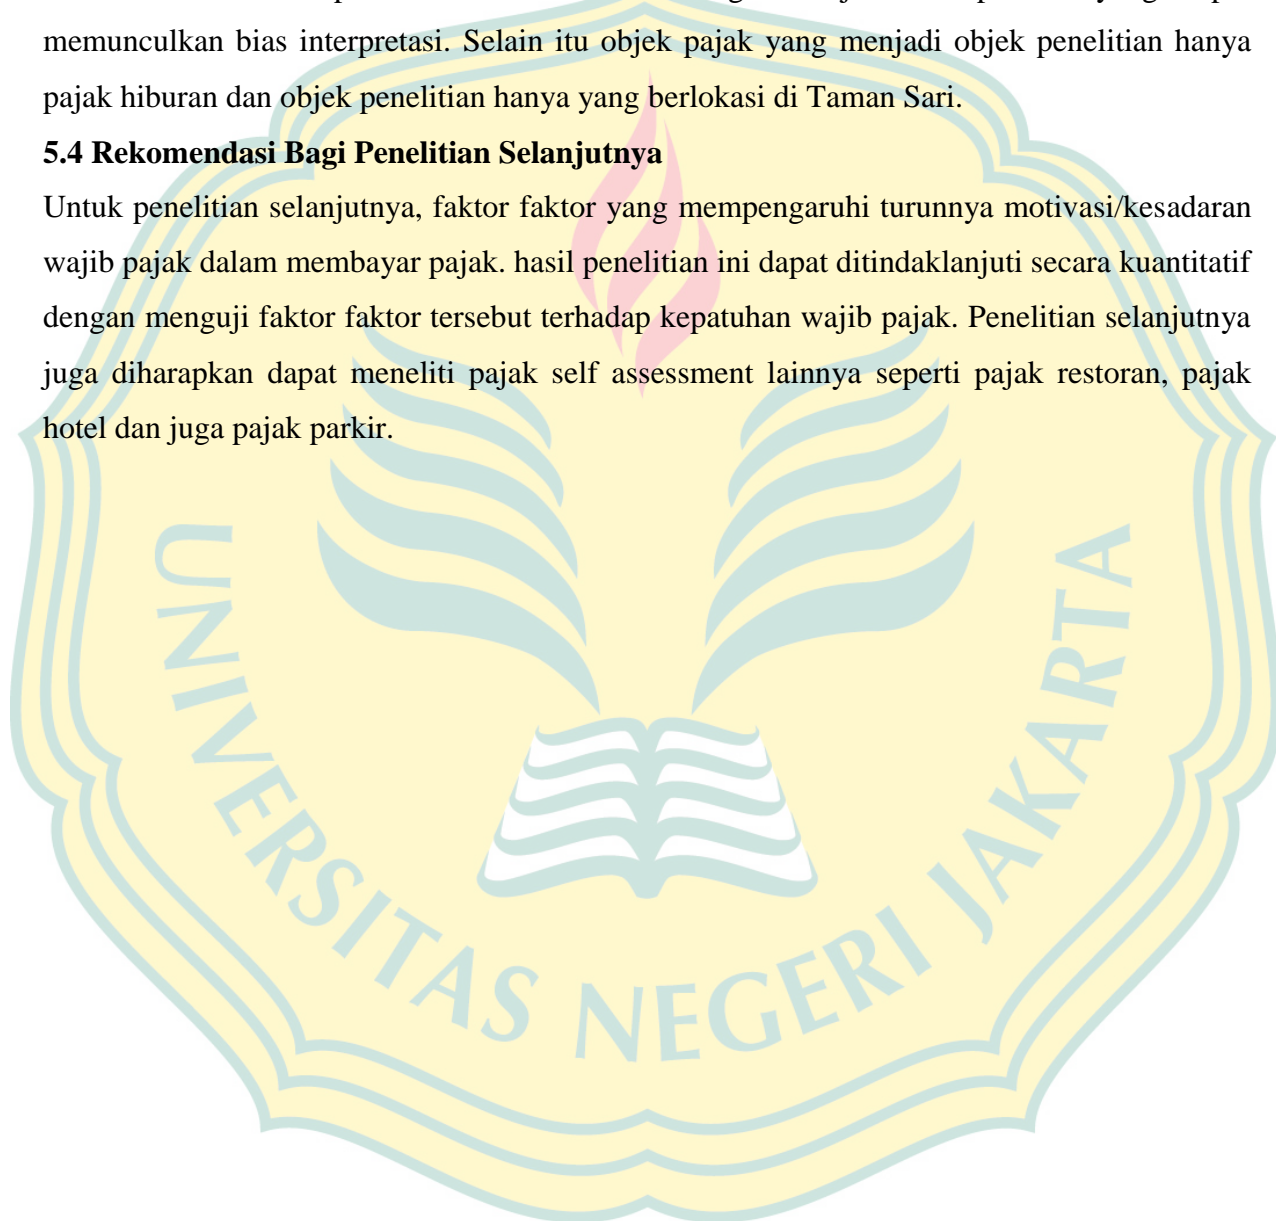 memunculkan bias interpretasi. Selain itu objek pajak yang menjadi objek penelitian hanya
pajak hiburan dan objek penelitian hanya yang berlokasi di Taman Sari.
5.4 Rekomendasi Bagi Penelitian Selanjutnya
Untuk penelitian selanjutnya, faktor faktor yang mempengaruhi turunnya motivasi/kesadaran
wajib pajak dalam membayar pajak. hasil penelitian ini dapat ditindaklanjuti secara kuantitatif
dengan menguji faktor faktor tersebut terhadap kepatuhan wajib pajak. Penelitian selanjutnya
juga diharapkan dapat meneliti pajak self assessment lainnya seperti pajak restoran, pajak
hotel dan juga pajak parkir.
UNIVERSITAS NEGERI JAKARTA